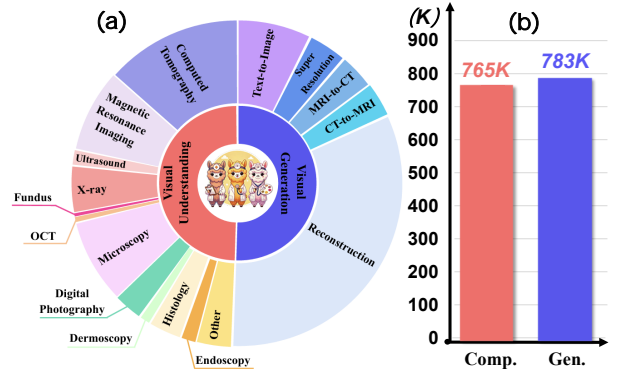 (a)
Computed
Tomography
Text-to-Image
Super
Resolution
MRI-to-CT
CT-to-MRI
Magnetic
Resonance
Imaging
Ultrasound
X-ray
Fundus
OCT
Visual
Understanding
Visual
Generation
Reconstruction
Microscopy
Digital
Photography
Dermoscopy
Histology
Endoscopy
Other
(K)
(b)
900
800
700
600
500
400
300
200
100
0
765K
783K
Comp.
Gen.